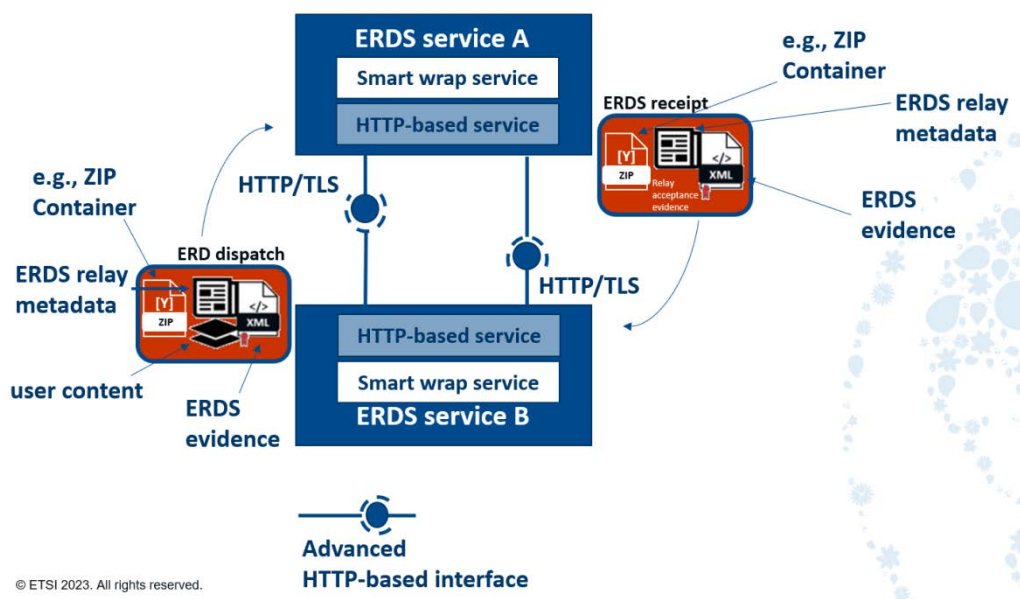 ERDS service A
Smart wrap service
HTTP-based service
HTTP/TLS
e.g., ZIP
Container
ERD dispatch
ERDS relay
metadata
[Y]
ZIP
</>
XML
user content
ERDS
evidence
e.g., ZIP
Container
ERDS receipt
ERDS relay
metadata
[Y]
ZIP
</>
XML
Relay
acceptance
evidence
ERDS
evidence
HTTP/TLS
HTTP-based service
Smart wrap service
ERDS service B
Advanced
HTTP-based interface
© ETSI 2023. All rights reserved.